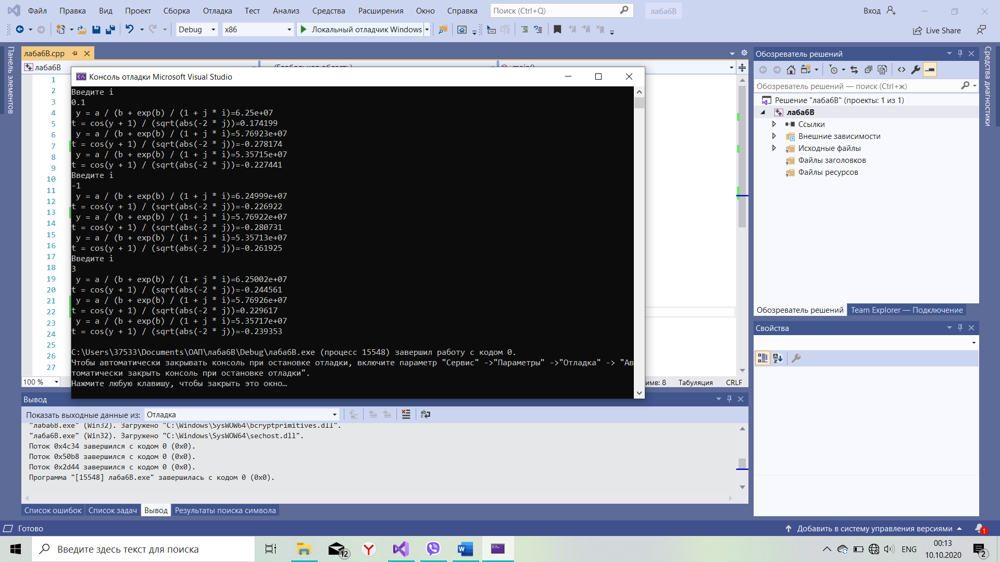 Файл Правка Вид Проект Сборка Отладка Тест Анализ Средства Расширения Окно Справка Поиск (Ctrl+Q) лаба6В Вход
Debug x86 Локальный отладчик Windows Live Share
Панель элементов
лаба6В.cpp
лаба6В
Консоль отладки Microsoft Visual Studio
1
2
3
4
5
6
7
8
9
10
11
12
13
14
15
16
17
18
19
20
21
22
23
24
25
26
27
Введите i
0.1
y = a / (b + exp(b) / (1 + j * i)=6.25e+07
t = cos(y + 1) / (sqrt(abs(-2 * j))=0.174199
y = a / (b + exp(b) / (1 + j * i)=5.76923e+07
t = cos(y + 1) / (sqrt(abs(-2 * j))=-0.278174
y = a / (b + exp(b) / (1 + j * i)=5.35715e+07
t = cos(y + 1) / (sqrt(abs(-2 * j))=-0.227441
Введите i
-1
y = a / (b + exp(b) / (1 + j * i)=6.24999e+07
t = cos(y + 1) / (sqrt(abs(-2 * j))=-0.226922
y = a / (b + exp(b) / (1 + j * i)=5.76922e+07
t = cos(y + 1) / (sqrt(abs(-2 * j))=-0.280731
y = a / (b + exp(b) / (1 + j * i)=5.35713e+07
t = cos(y + 1) / (sqrt(abs(-2 * j))=-0.261925
Введите i
3
y = a / (b + exp(b) / (1 + j * i)=6.25002e+07
t = cos(y + 1) / (sqrt(abs(-2 * j))=-0.244561
y = a / (b + exp(b) / (1 + j * i)=5.76926e+07
t = cos(y + 1) / (sqrt(abs(-2 * j))=0.229617
y = a / (b + exp(b) / (1 + j * i)=5.35717e+07
t = cos(y + 1) / (sqrt(abs(-2 * j))=-0.239353
C:\Users\37533\Documents\ОАП\лаба6В\Debug\лаба6В.exe (процесс 15548) завершил работу с кодом 0.
Чтобы автоматически закрывать консоль при остановке отладки, включите параметр "Сервис" ->"Параметры" ->"Отладка" -> "Ав
томатически закрыть консоль при остановке отладки".
Нажмите любую клавишу, чтобы закрыть это окно…
100 % имв: 8 Табуляция CRLF
Вывод
Показать выходные данные из: Отладка
"лаба6В.exe" (Win32). Загружено "C:\Windows\SysWOW64\bcryptprimitives.dll".
"лаба6В.exe" (Win32). Загружено "C:\Windows\SysWOW64\sechost.dll".
Поток 0x4c34 завершился с кодом 0 (0x0).
Поток 0x50b8 завершился с кодом 0 (0x0).
Поток 0x2d44 завершился с кодом 0 (0x0).
Программа "[15548] лаба6В.exe" завершилась с кодом 0 (0x0).
Список ошибок Список задач Вывод Результаты поиска символа
Обозреватель решений
Обозреватель решений — поиск (Ctrl+ж)
Решение "лаба6В" (проекты: 1 из 1)
лаба6В
Ссылки
Внешние зависимости
Исходные файлы
Файлы заголовков
Файлы ресурсов
Обозреватель решений Team Explorer — Подключение
Свойства
Средства диагностики
Готово Добавить в систему управления версиями 1
Введите здесь текст для поиска 12 ENG 00:13
10.10.2020 2